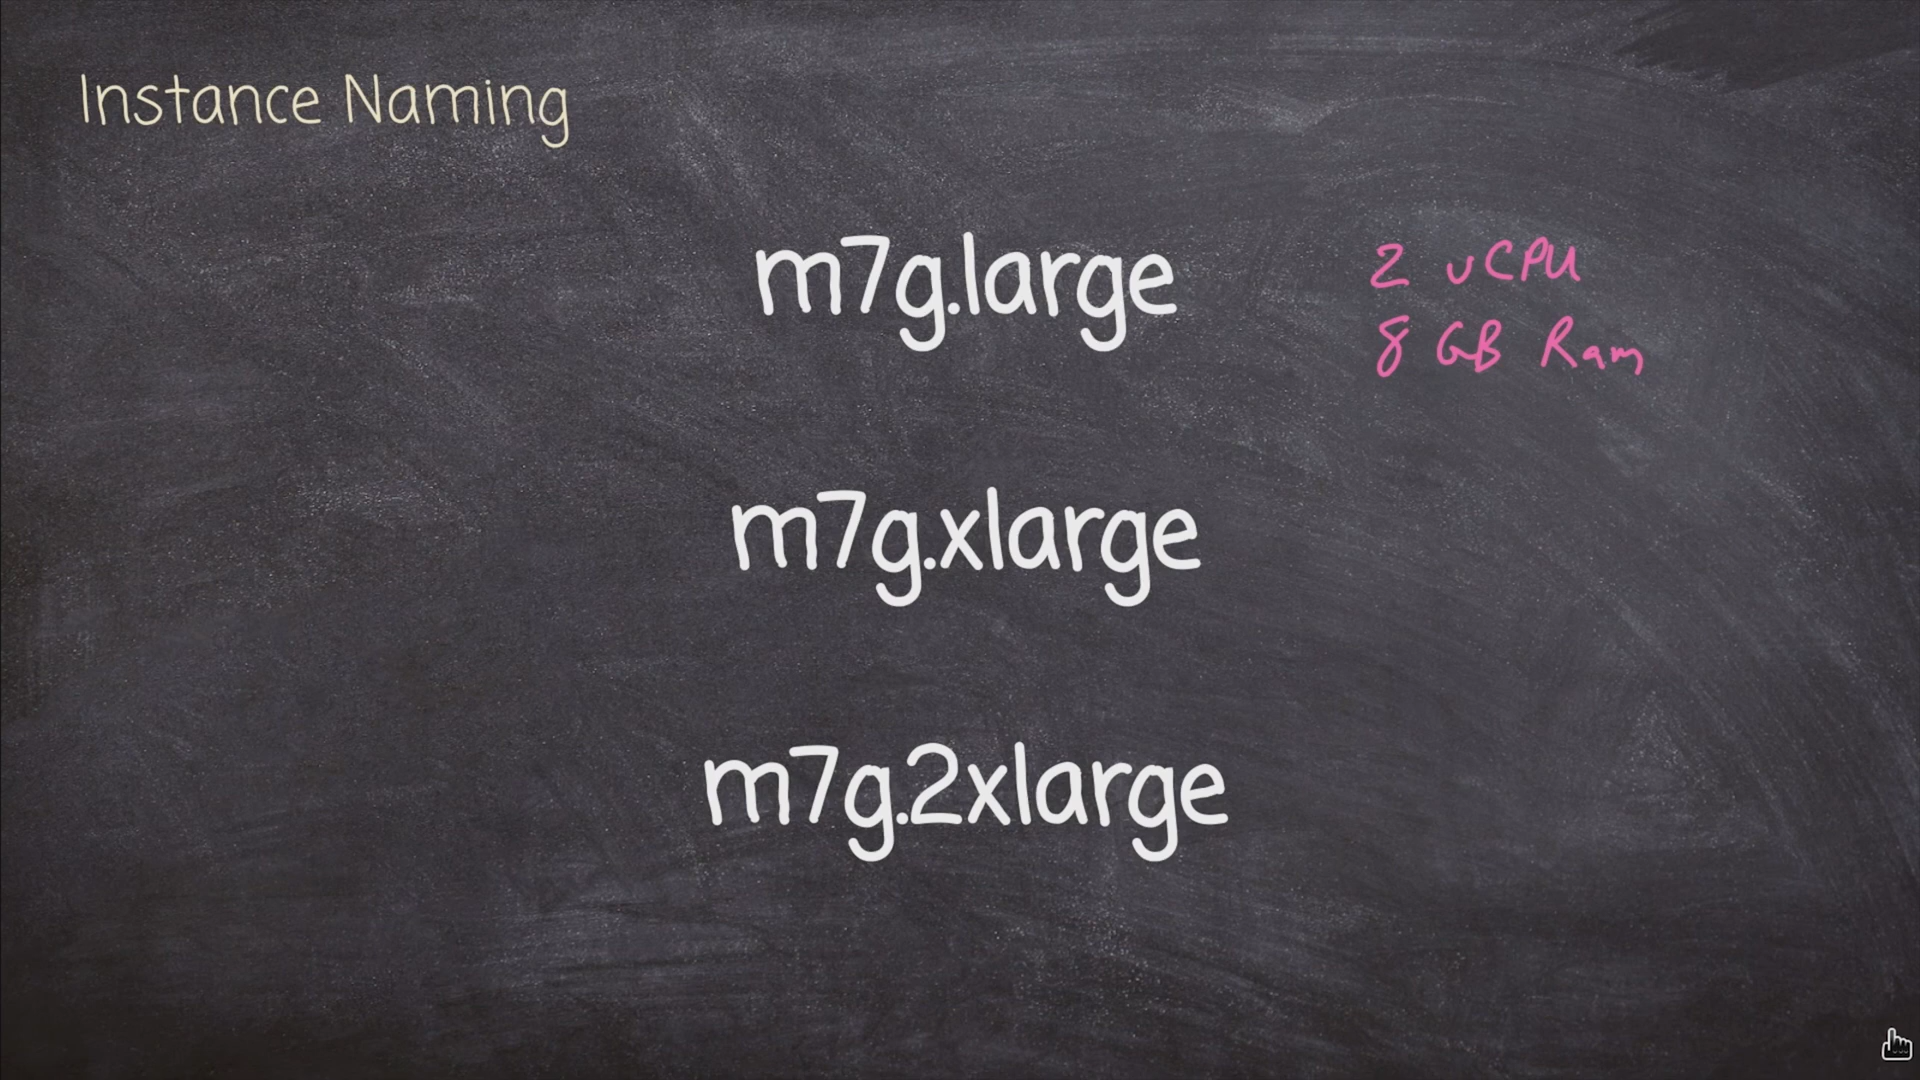 Instance Naming
m7g.large
2 vCPU
8 GB Ram
m7g.xlarge
m7g.2xlarge